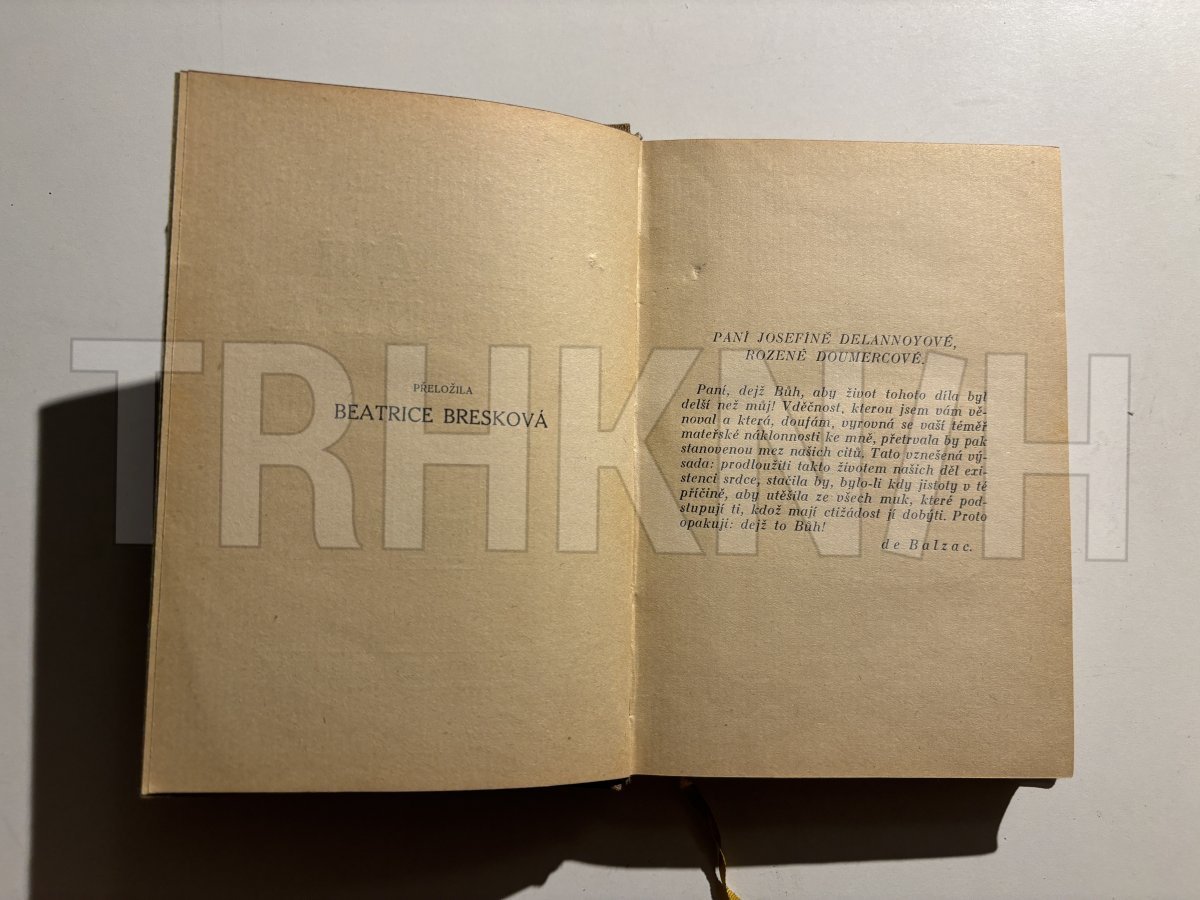 PŘELOŽILA
BEATRICE BRESKOVÁ
PANÍ JOSEFÍNĚ DELANNOYOVÉ,
ROZENÉ DOUMERCOVÉ.
Paní, dejž Bůh, aby život tohoto díla byl
delší než můj! Vděčnost, kterou jsem vám vě-
noval a která, doufám, vyrovná se vaší téměř
mateřské náklonnosti ke mně, přetrvala by pak
stanovenou mez našich citů. Tato vznešená vý-
sada: prodloužiti takto životem našich děl exi-
stenci srdce, stačila by, bylo-li kdy jistoty v té
příčině, aby utěšila ze všech muk, které pod-
stupují ti, kdož mají ctižádost jí dobýti. Proto
opakuji: dejž to Bůh!
de Balzac.
TRHKNIH